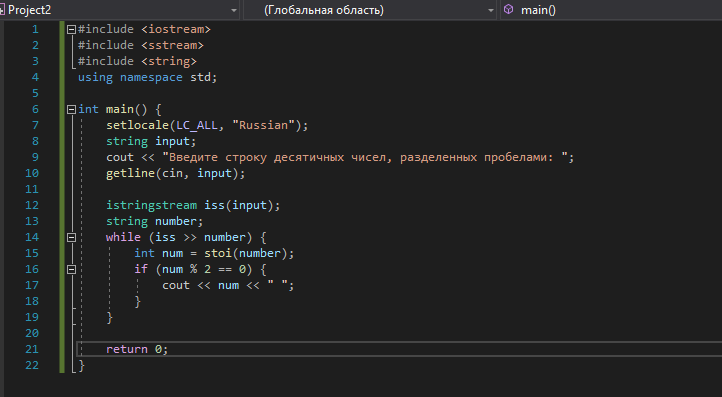 Project2 (Глобальная область) main()
1 #include <iostream>
2 #include <sstream>
3 #include <string>
4 using namespace std;
5
6 int main() {
7 setlocale(LC_ALL, "Russian");
8 string input;
9 cout << "Введите строку десятичных чисел, разделенных пробелами: ";
10 getline(cin, input);
11
12 istringstream iss(input);
13 string number;
14 while (iss >> number) {
15 int num = stoi(number);
16 if (num % 2 == 0) {
17 cout << num << " ";
18 }
19 }
20
21 return 0;
22 }